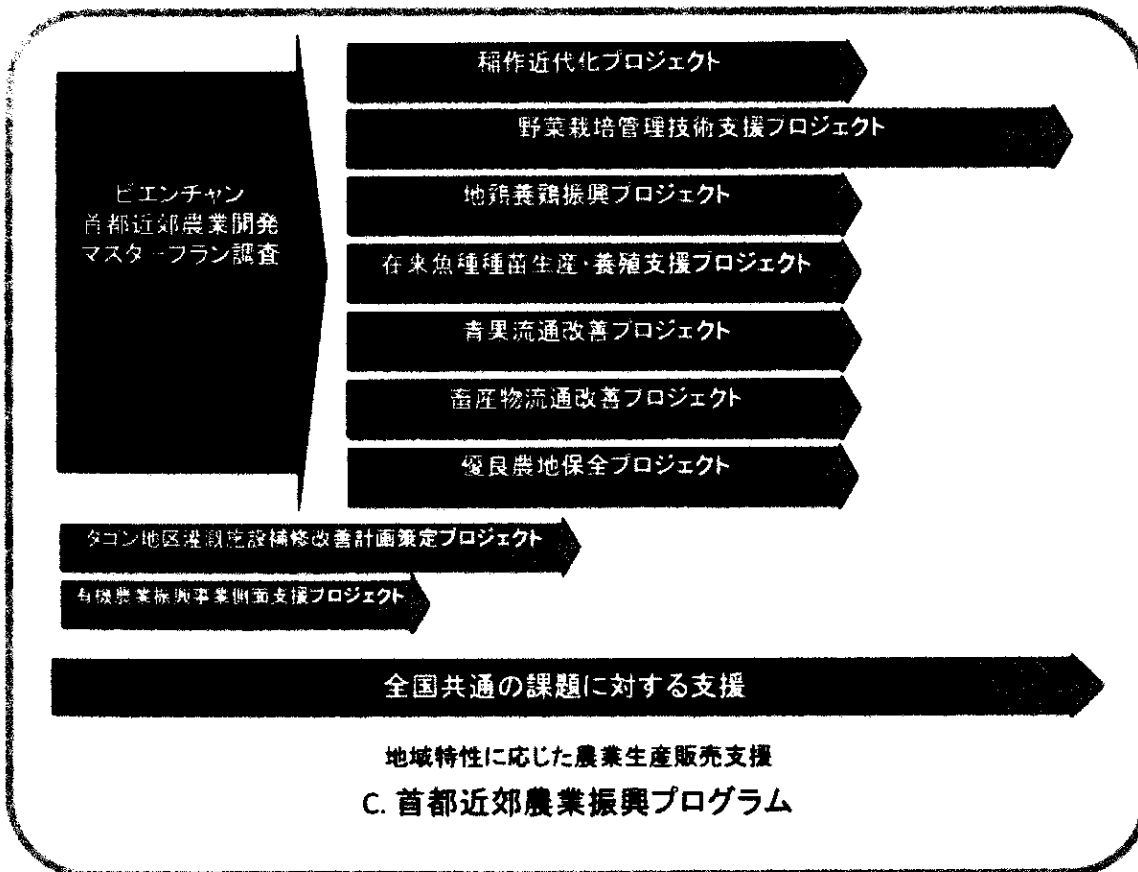 稲作近代化プロジェクト
野菜栽培管理技術支援プロジェクト
ビエンチャン
首都近郊農業開発
マスタープラン調査
地鶏養鶏振興プロジェクト
在来魚種種苗生産・養殖支援プロジェクト
青果流通改善プロジェクト
畜産物流通改善プロジェクト
優良農地保全プロジェクト
タゴン地区灌漑施設補修改善計画策定プロジェクト
有機農業振興事業側面支援プロジェクト
全国共通の課題に対する支援
地域特性に応じた農業生産販売支援
C. 首都近郊農業振興プログラム